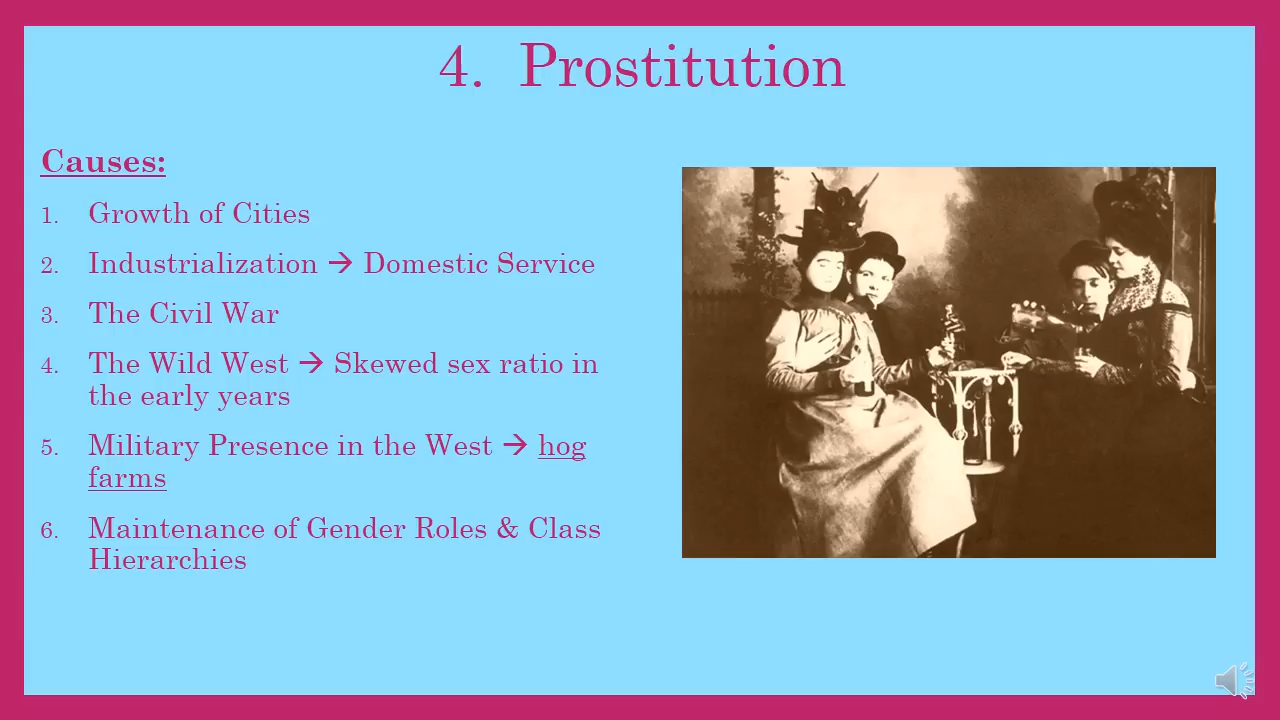 4. Prostitution
Causes:
1. Growth of Cities
2. Industrialization → Domestic Service
3. The Civil War
4. The Wild West → Skewed sex ratio in
the early years
5. Military Presence in the West → hog
farms
6. Maintenance of Gender Roles & Class
Hierarchies